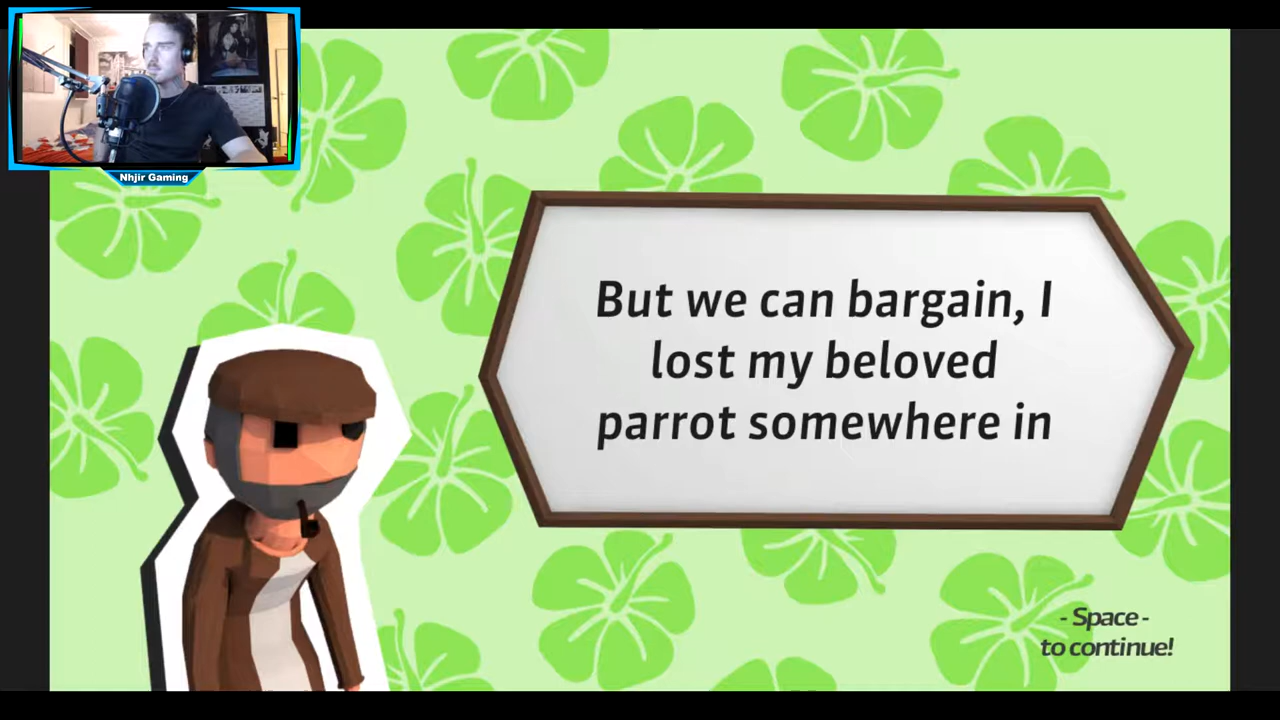 Nhjir Gaming
But we can bargain, I
lost my beloved
parrot somewhere in
- Space -
to continue!